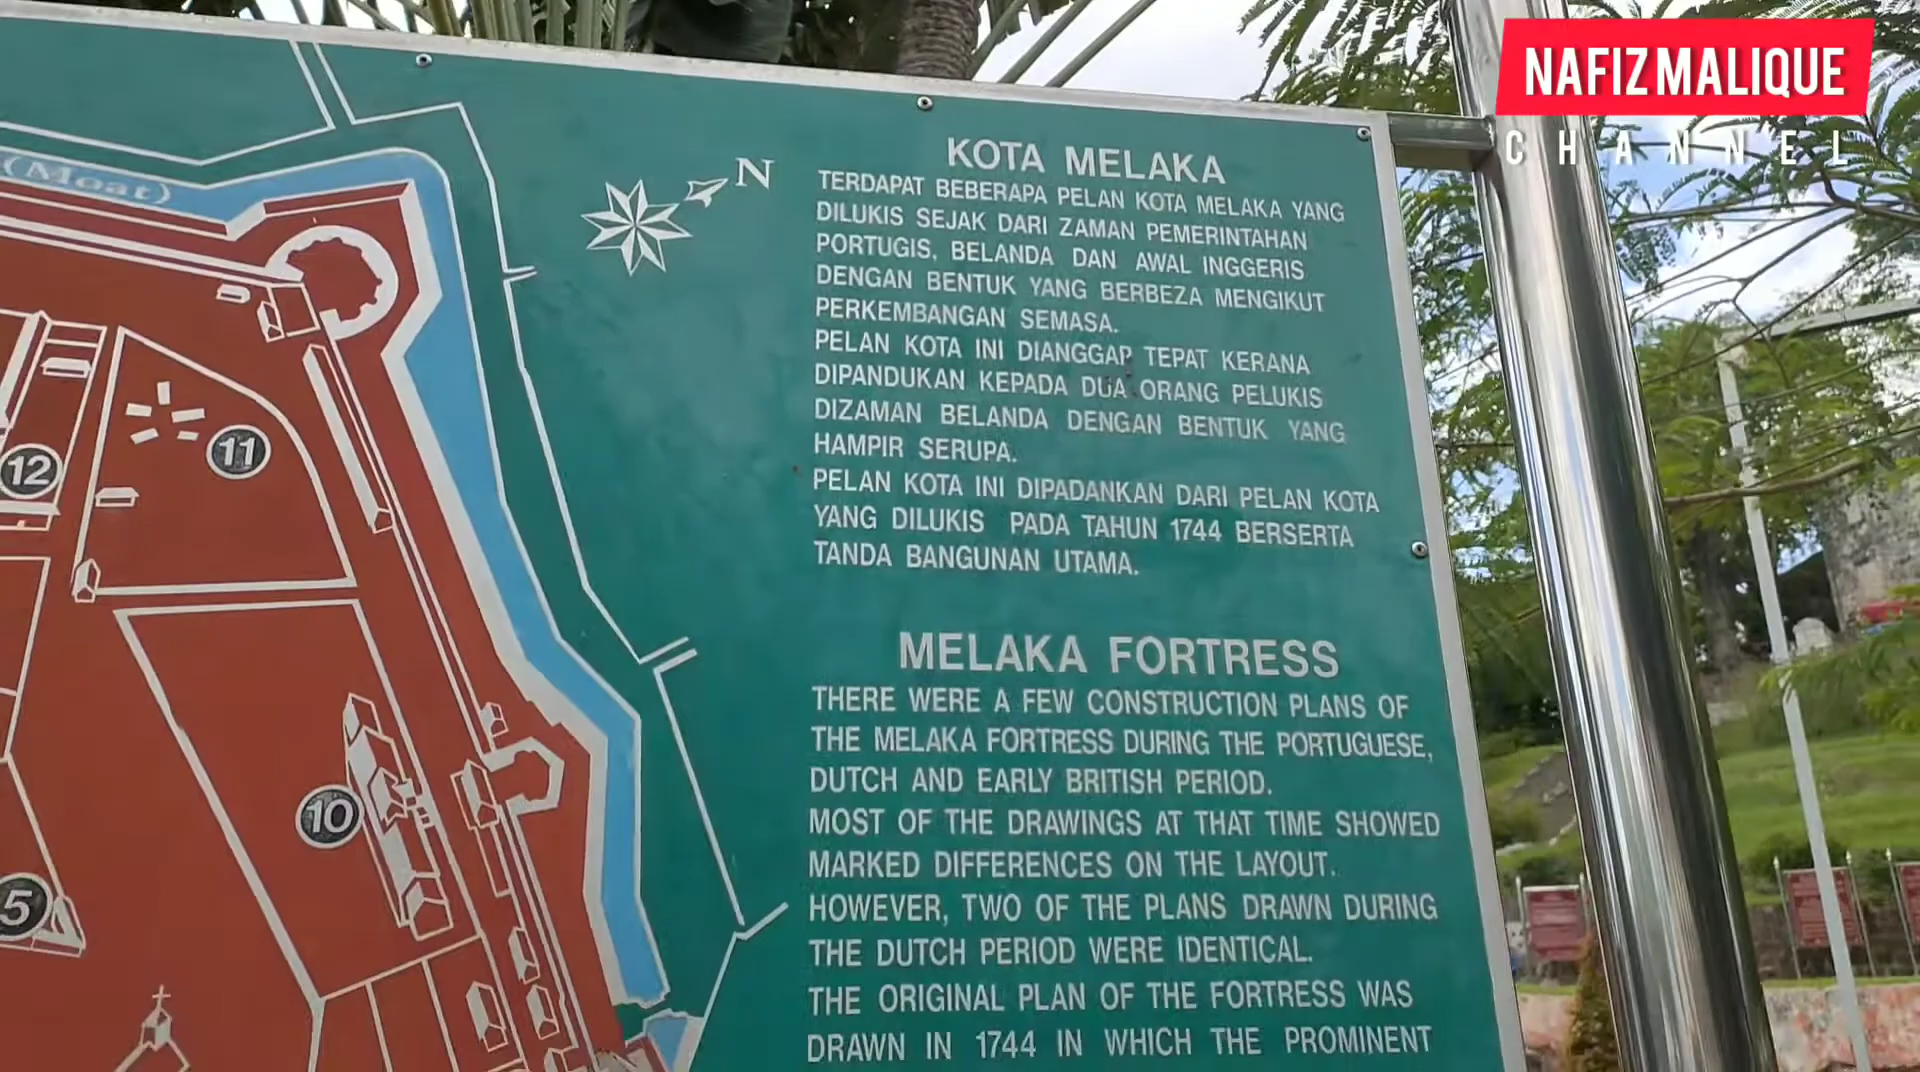 NAFIZ MALIQUE
CHANNEL
(Moat)
N
12
11
10
5
KOTA MELAKA
TERDAPAT BEBERAPA PELAN KOTA MELAKA YANG
DILUKIS SEJAK DARI ZAMAN PEMERINTAHAN
PORTUGIS, BELANDA DAN AWAL INGGERIS
DENGAN BENTUK YANG BERBEZA MENGIKUT
PERKEMBANGAN SEMASA.
PELAN KOTA INI DIANGGAP TEPAT KERANA
DIPANDUKAN KEPADA DUA ORANG PELUKIS
DIZAMAN BELANDA DENGAN BENTUK YANG
HAMPIR SERUPA.
PELAN KOTA INI DIPADANKAN DARI PELAN KOTA
YANG DILUKIS PADA TAHUN 1744 BERSERTA
TANDA BANGUNAN UTAMA.
MELAKA FORTRESS
THERE WERE A FEW CONSTRUCTION PLANS OF
THE MELAKA FORTRESS DURING THE PORTUGUESE,
DUTCH AND EARLY BRITISH PERIOD.
MOST OF THE DRAWINGS AT THAT TIME SHOWED
MARKED DIFFERENCES ON THE LAYOUT.
HOWEVER, TWO OF THE PLANS DRAWN DURING
THE DUTCH PERIOD WERE IDENTICAL.
THE ORIGINAL PLAN OF THE FORTRESS WAS
DRAWN IN 1744 IN WHICH THE PROMINENT